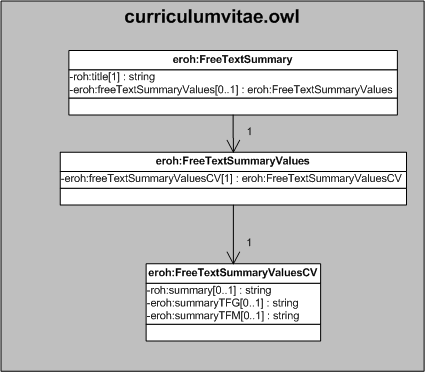 curriculumvitae.owl
eroh:FreeTextSummary
-roh:title[1] : string
-eroh:freeTextSummaryValues[0..1] : eroh:FreeTextSummaryValues
1
eroh:FreeTextSummaryValues
-eroh:freeTextSummaryValuesCV[1] : eroh:FreeTextSummaryValuesCV
1
eroh:FreeTextSummaryValuesCV
-roh:summary[0..1] : string
-eroh:summaryTFG[0..1] : string
-eroh:summaryTFM[0..1] : string